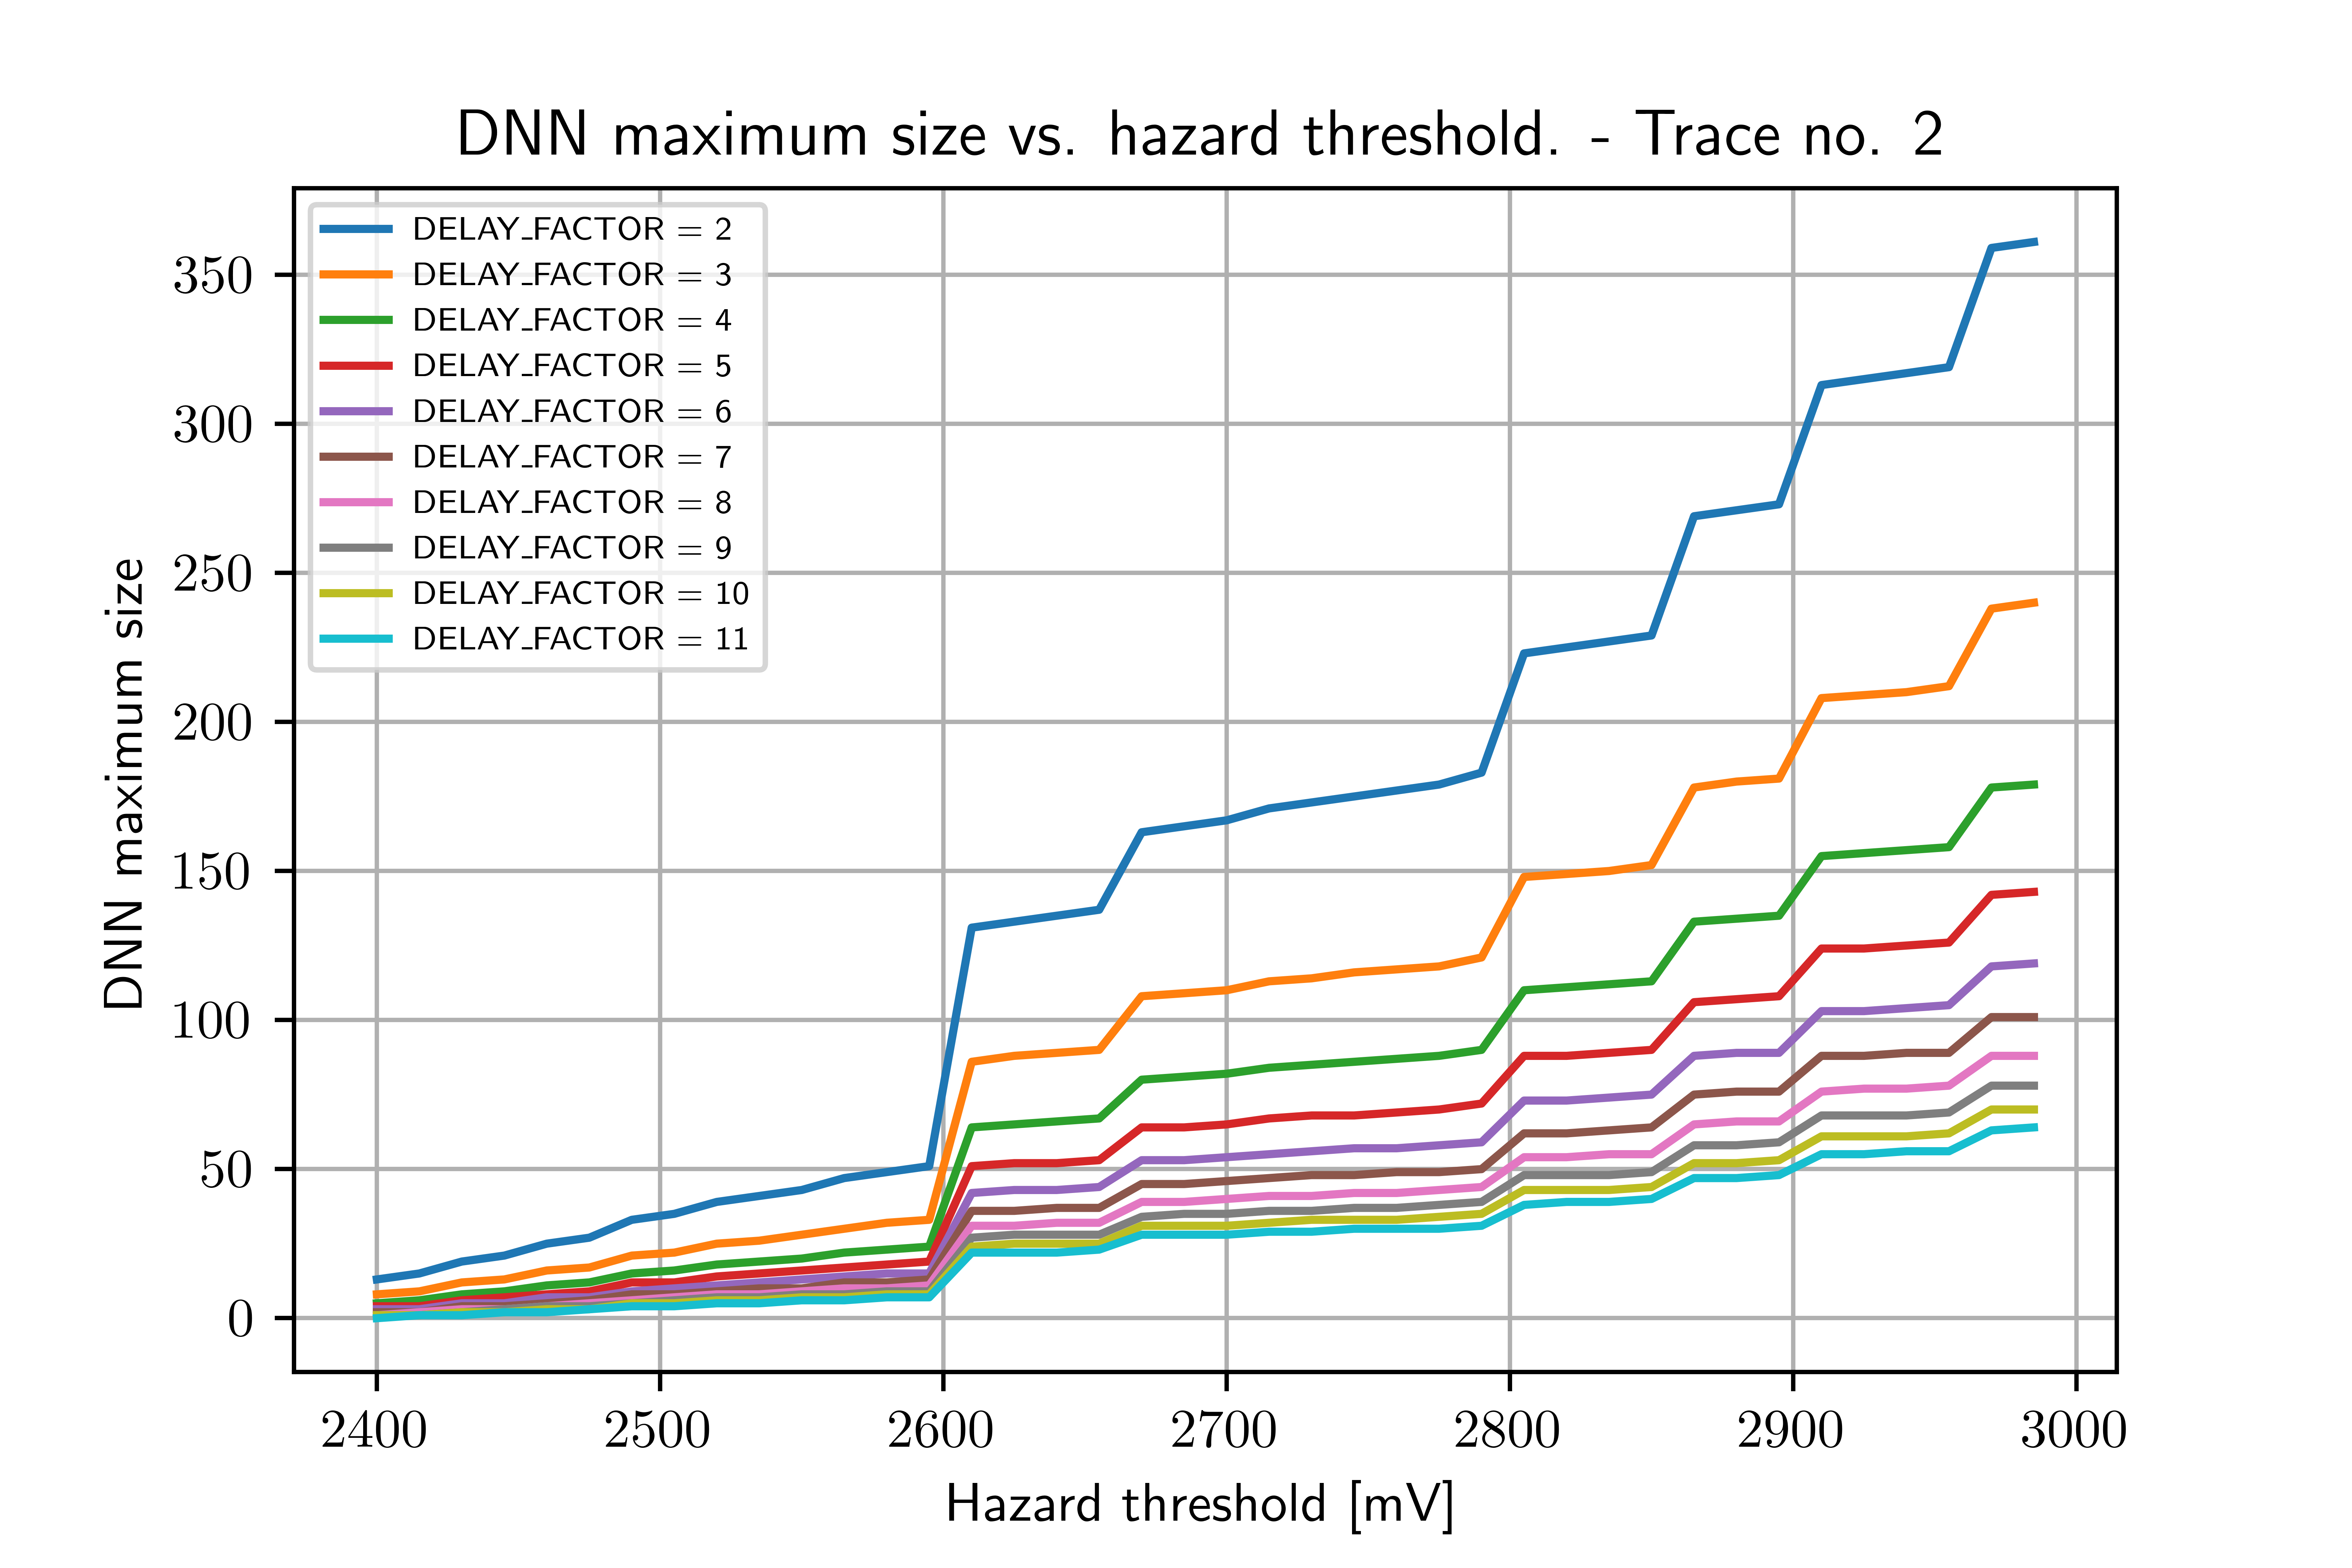 DNN maximum size vs. hazard threshold. - Trace no. 2
DELAY_FACTOR = 2
DELAY_FACTOR = 3
DELAY_FACTOR = 4
DELAY_FACTOR = 5
DELAY_FACTOR = 6
DELAY_FACTOR = 7
DELAY_FACTOR = 8
DELAY_FACTOR = 9
DELAY_FACTOR = 10
DELAY_FACTOR = 11
DNN maximum size
350
300
250
200
150
100
50
0
2400 2500 2600 2700 2800 2900 3000
Hazard threshold [mV]